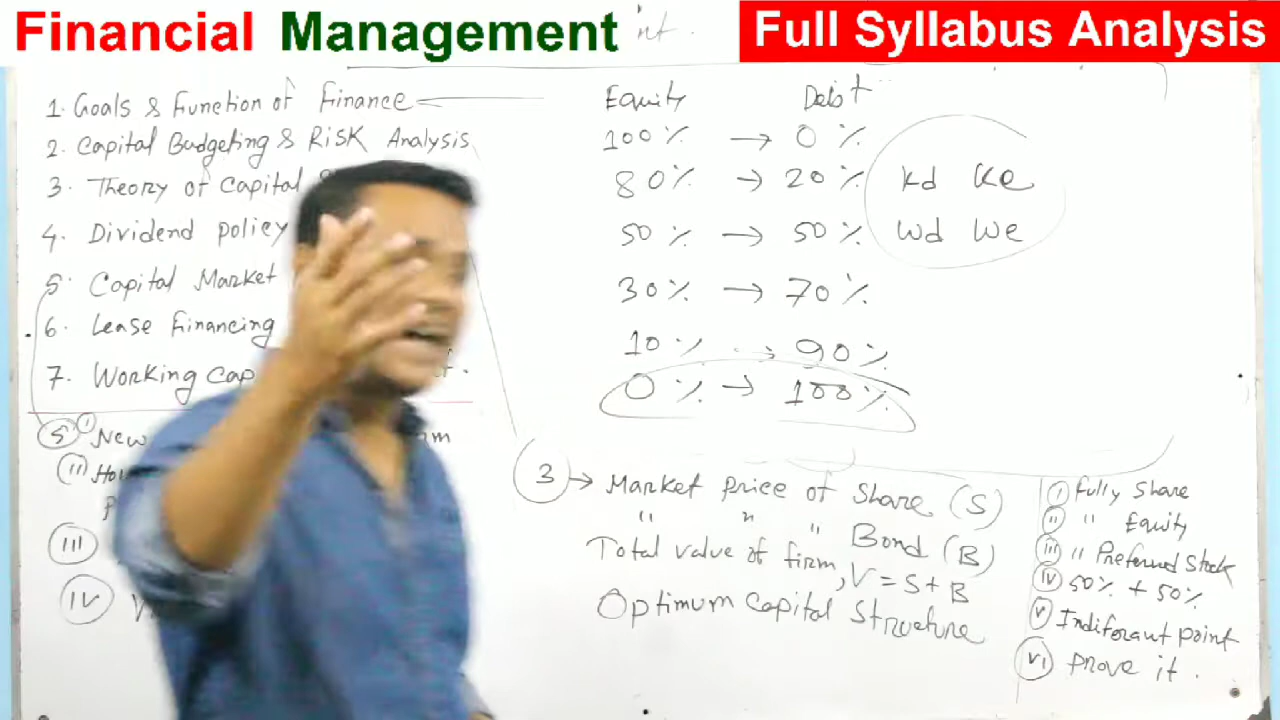 Financial Management int.
Full Syllabus Analysis
1. Goals & Function of Finance
2. Capital Budgeting & Risk Analysis
3. Theory of Capital
4. Dividend policy
5. Capital Market
6. Lease Financing
7. Working Cap
5 (i) New
(ii)
(iii)
(iv)
Equity Debt
100% → 0%
80% → 20%
50% → 50%
30% → 70%
10% → 90%
0% → 100%
Kd Ke
Wd We
3 → Market Price of Share (S)
" " " Bond (B)
Total value of firm, V = S + B
Optimum Capital Structure
(i) Fully Share
(ii) " Equity
(iii) " Preferred Stock
(iv) 50% + 50%
(v) Indiforant point
(vi) Prove it.